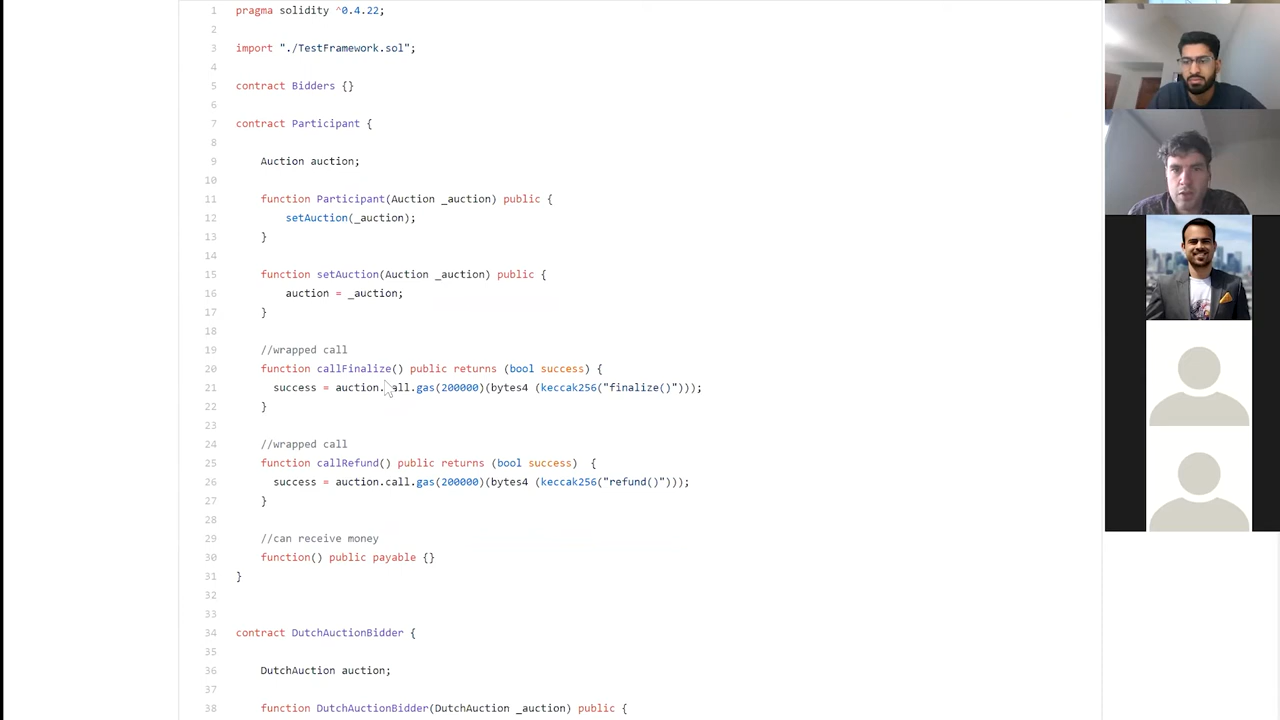 1 pragma solidity ^0.4.22;
2
3 import "./TestFramework.sol";
4
5 contract Bidders {}
6
7 contract Participant {
8
9 Auction auction;
10
11 function Participant(Auction _auction) public {
12 setAuction(_auction);
13 }
14
15 function setAuction(Auction _auction) public {
16 auction = _auction;
17 }
18
19 //wrapped call
20 function callFinalize() public returns (bool success) {
21 success = auction.call.gas(200000)(bytes4 (keccak256("finalize()")));
22 }
23
24 //wrapped call
25 function callRefund() public returns (bool success)  {
26 success = auction.call.gas(200000)(bytes4 (keccak256("refund()")));
27 }
28
29 //can receive money
30 function() public payable {}
31 }
32
33
34 contract DutchAuctionBidder {
35
36 DutchAuction auction;
37
38 function DutchAuctionBidder(DutchAuction _auction) public {